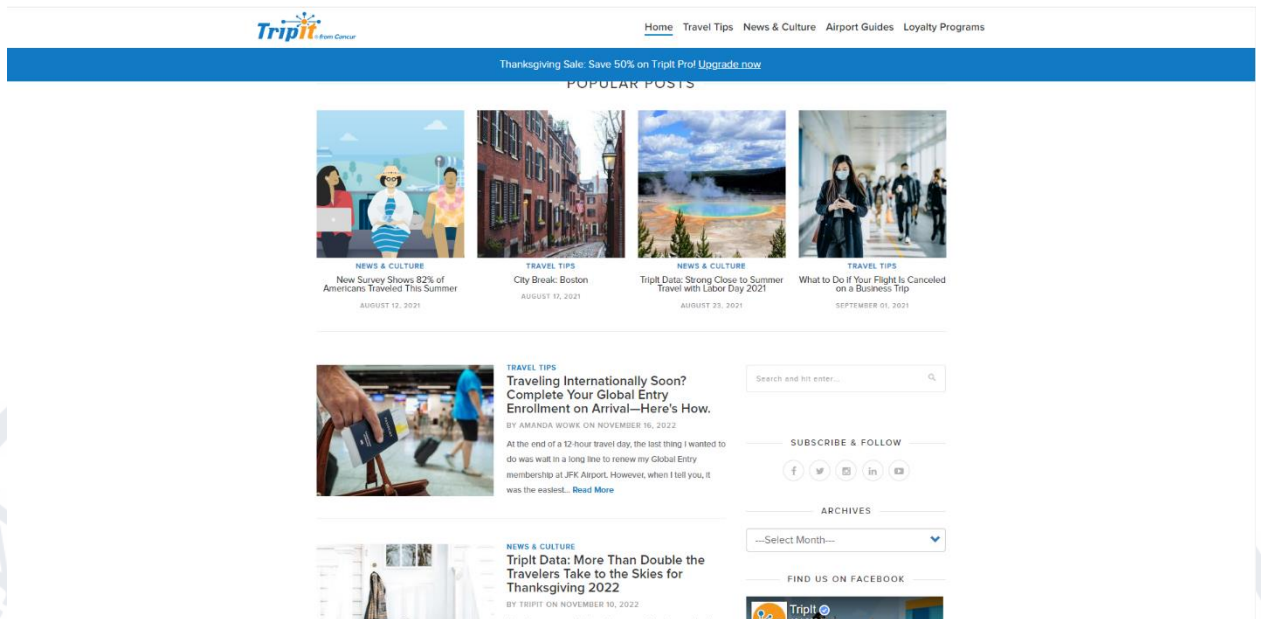 Tripit® from Concur
Home Travel Tips News & Culture Airport Guides Loyalty Programs
Thanksgiving Sale: Save 50% on TripIt Pro! Upgrade now
POPULAR POSTS
NEWS & CULTURE
New Survey Shows 82% of
Americans Traveled This Summer
AUGUST 12, 2021
TRAVEL TIPS
City Break: Boston
AUGUST 17, 2021
NEWS & CULTURE
TripIt Data: Strong Close to Summer
Travel with Labor Day 2021
AUGUST 23, 2021
TRAVEL TIPS
What to Do if Your Flight Is Canceled
on a Business Trip
SEPTEMBER 01, 2021
TRAVEL TIPS
Traveling Internationally Soon?
Complete Your Global Entry
Enrollment on Arrival—Here's How.
BY AMANDA WOWK ON NOVEMBER 16, 2022
At the end of a 12-hour travel day, the last thing I wanted to
do was wait in a long line to renew my Global Entry
membership at JFK Airport. However, when I tell you, it
was the easiest... Read More
NEWS & CULTURE
TripIt Data: More Than Double the
Travelers Take to the Skies for
Thanksgiving 2022
BY TRIPIT ON NOVEMBER 10, 2022
Search and hit enter...
SUBSCRIBE & FOLLOW
ARCHIVES
---Select Month---
FIND US ON FACEBOOK
TripIt